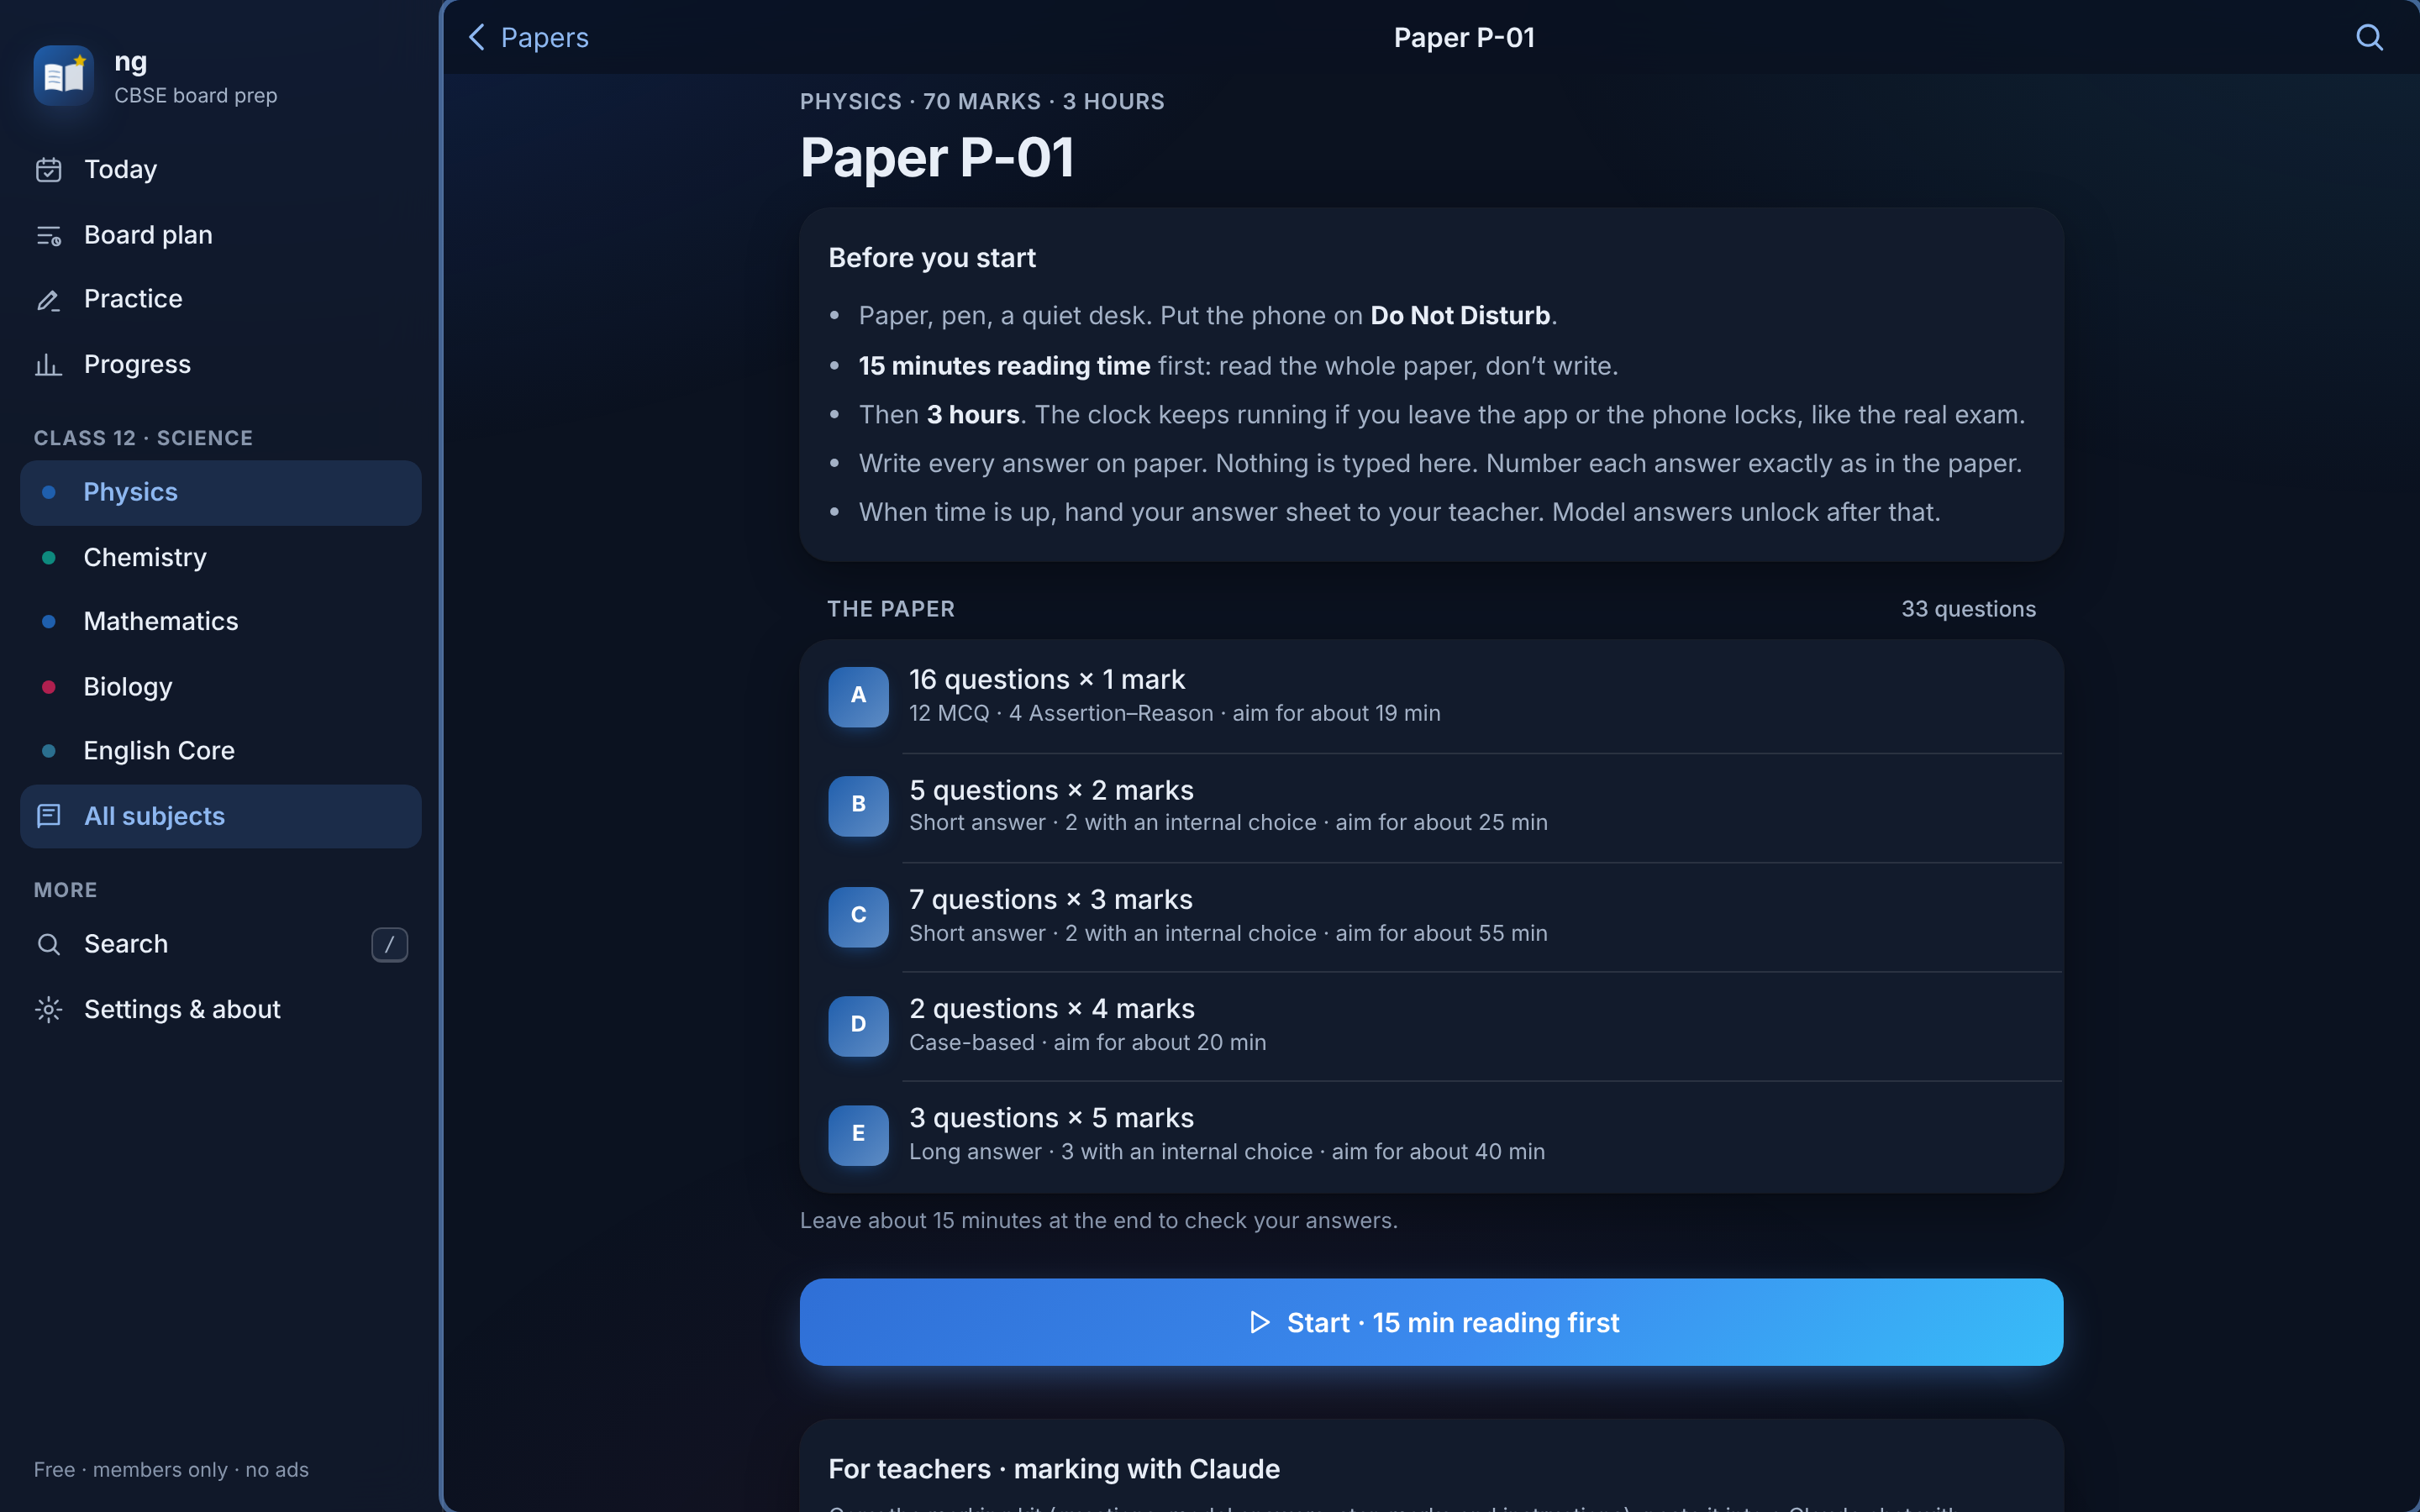 ng
CBSE board prep
Today
Board plan
Practice
Progress
CLASS 12 · SCIENCE
Physics
Chemistry
Mathematics
Biology
English Core
All subjects
MORE
Search /
Settings & about
Free · members only · no ads
Papers
Paper P-01
PHYSICS · 70 MARKS · 3 HOURS
Paper P-01
Before you start
• Paper, pen, a quiet desk. Put the phone on Do Not Disturb.
• 15 minutes reading time first: read the whole paper, don’t write.
• Then 3 hours. The clock keeps running if you leave the app or the phone locks, like the real exam.
• Write every answer on paper. Nothing is typed here. Number each answer exactly as in the paper.
• When time is up, hand your answer sheet to your teacher. Model answers unlock after that.
THE PAPER
33 questions
A
16 questions × 1 mark
12 MCQ · 4 Assertion–Reason · aim for about 19 min
B
5 questions × 2 marks
Short answer · 2 with an internal choice · aim for about 25 min
C
7 questions × 3 marks
Short answer · 2 with an internal choice · aim for about 55 min
D
2 questions × 4 marks
Case-based · aim for about 20 min
E
3 questions × 5 marks
Long answer · 3 with an internal choice · aim for about 40 min
Leave about 15 minutes at the end to check your answers.
Start · 15 min reading first
For teachers · marking with Claude